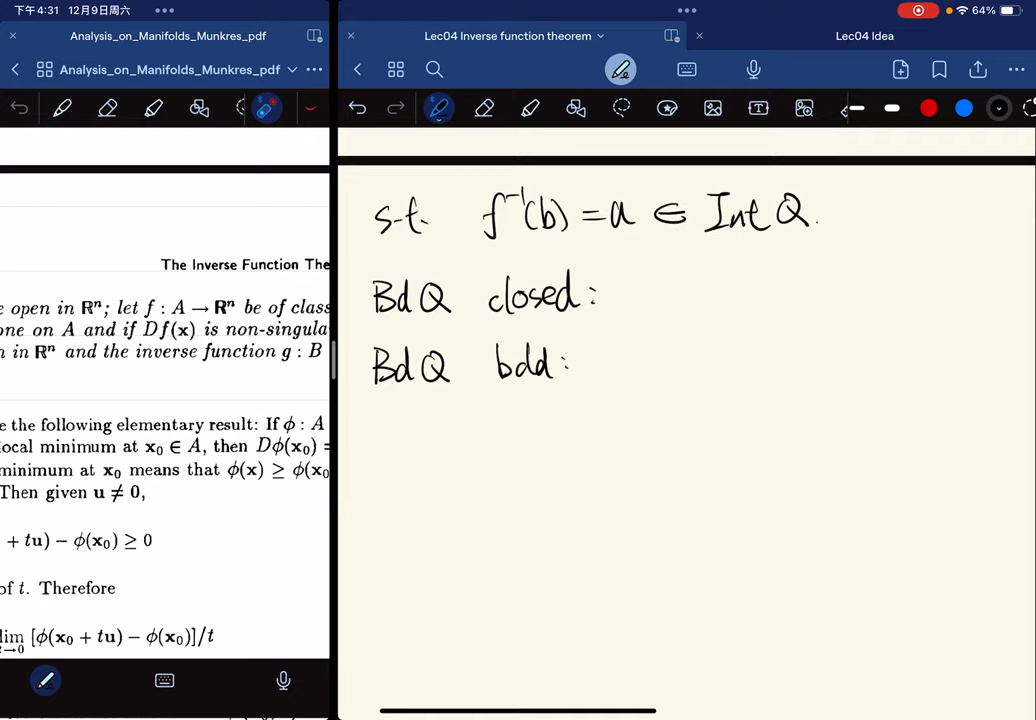 下午4:31 12月9日周六
64%
Analysis_on_Manifolds_Munkres_pdf
Lec04 Inverse function theorem
Lec04 Idea
Analysis_on_Manifolds_Munkres_pdf
The Inverse Function The
e open in Rⁿ; let f : A → Rⁿ be of class
one on A and if Df(x) is non-singula
n in Rⁿ and the inverse function g : B
e the following elementary result: If ϕ : A
local minimum at x₀ ∈ A, then Dϕ(x₀) =
minimum at x₀ means that ϕ(x) ≥ ϕ(x₀
Then given u ≠ 0,
+ tu) − ϕ(x₀) ≥ 0
of t. Therefore
lim [ϕ(x₀ + tu) − ϕ(x₀)]/t
t→0
s.t. f⁻¹(b) = a ∈ Int Q.
Bd Q closed:
Bd Q bdd: